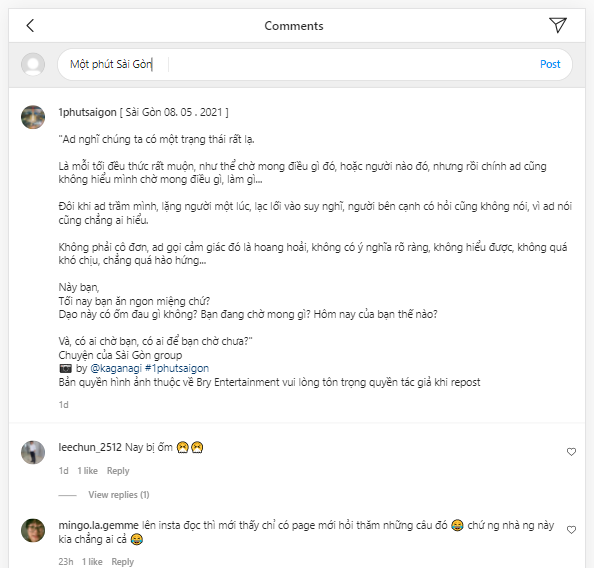 Comments
Một phút Sài Gòn
Post
1phutsaigon [ Sài Gòn 08. 05 . 2021 ]
"Ad nghĩ chúng ta có một trạng thái rất lạ.
Là mỗi tối đều thức rất muộn, như thể chờ mong điều gì đó, hoặc người nào đó, nhưng rồi chính ad cũng
không hiểu mình chờ mong điều gì, làm gì...
Đôi khi ad trầm mình, lặng người một lúc, lạc lối vào suy nghĩ, người bên cạnh có hỏi cũng không nói, vì ad nói
cũng chẳng ai hiểu.
Không phải cô đơn, ad gọi cảm giác đó là hoang hoải, không có ý nghĩa rõ ràng, không hiểu được, không quá
khó chịu, chẳng quá hào hứng...
Này bạn,
Tối nay bạn ăn ngon miệng chứ?
Dạo này có ốm đau gì không? Bạn đang chờ mong gì? Hôm nay của bạn thế nào?
Và, có ai chờ bạn, có ai để bạn chờ chưa?"
Chuyện của Sài Gòn group
📷 by @kaganagi #1phutsaigon
Bản quyền hình ảnh thuộc về Bry Entertainment vui lòng tôn trọng quyền tác giả khi repost
1d
leechun_2512 Nay bị ốm 😷😷
1d 1 like Reply
View replies (1)
mingo.la.gemme lên insta đọc thì mới thấy chỉ có page mới hỏi thăm những câu đó 😂 chứ ng nhà ng này
kia chẳng ai cả 😂
23h 1 like Reply